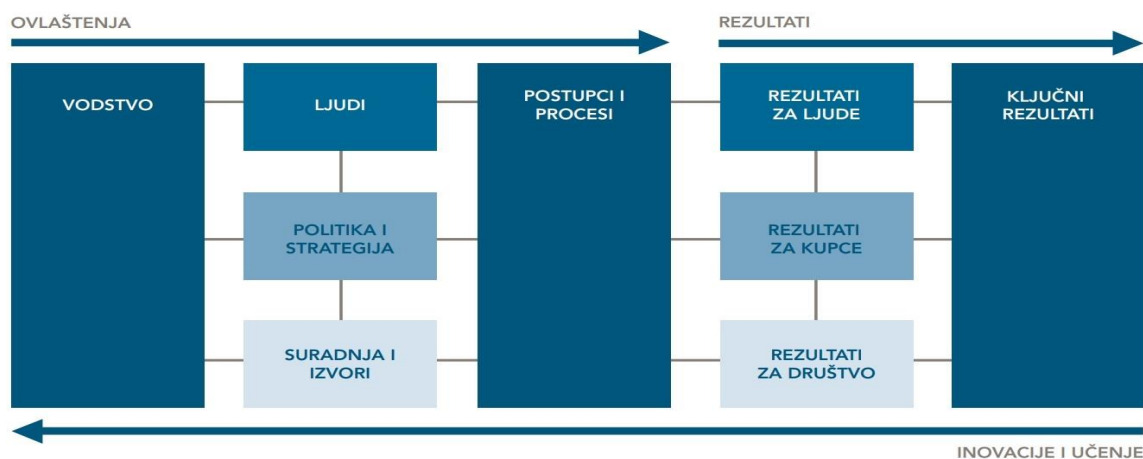 OVLAŠTENJA
REZULTATI
VODSTVO
LJUDI
POSTUPCI I
PROCESI
REZULTATI
ZA LJUDE
KLJUČNI
REZULTATI
POLITIKA I
STRATEGIJA
REZULTATI
ZA KUPCE
SURADNJA I
IZVORI
REZULTATI
ZA DRUŠTVO
INOVACIJE I UČENJE